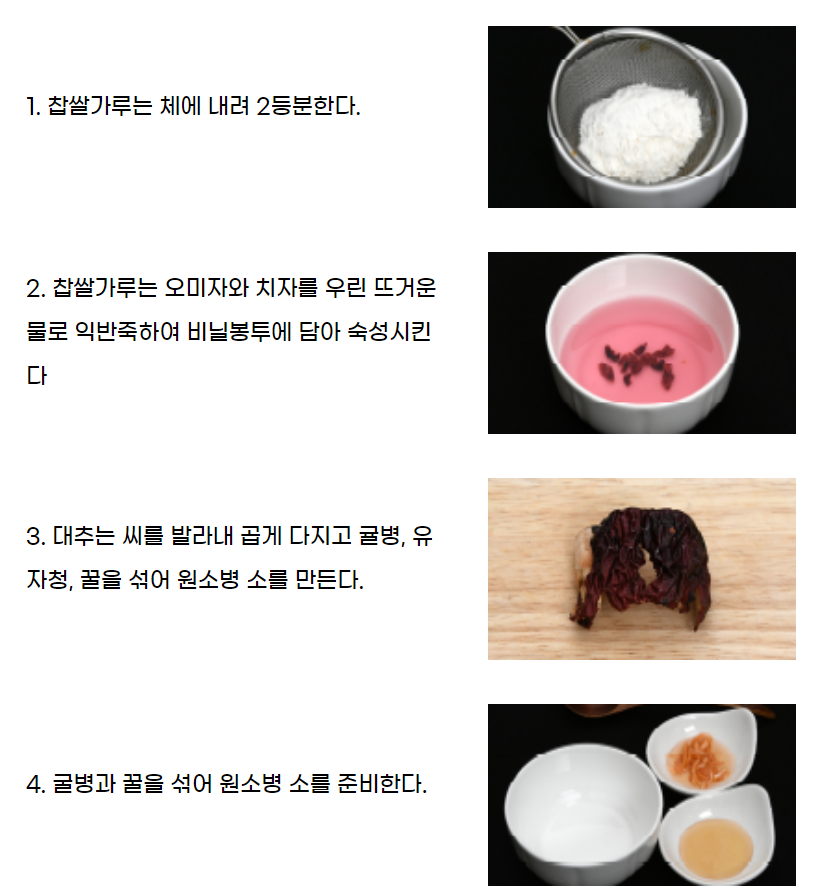 1. 찹쌀가루는 체에 내려 2등분한다.
2. 찹쌀가루는 오미자와 치자를 우린 뜨거운
물로 익반죽하여 비닐봉투에 담아 숙성시킨
다
3. 대추는 씨를 발라내 곱게 다지고 귤병, 유
자청, 꿀을 섞어 원소병 소를 만든다.
4. 굴병과 꿀을 섞어 원소병 소를 준비한다.